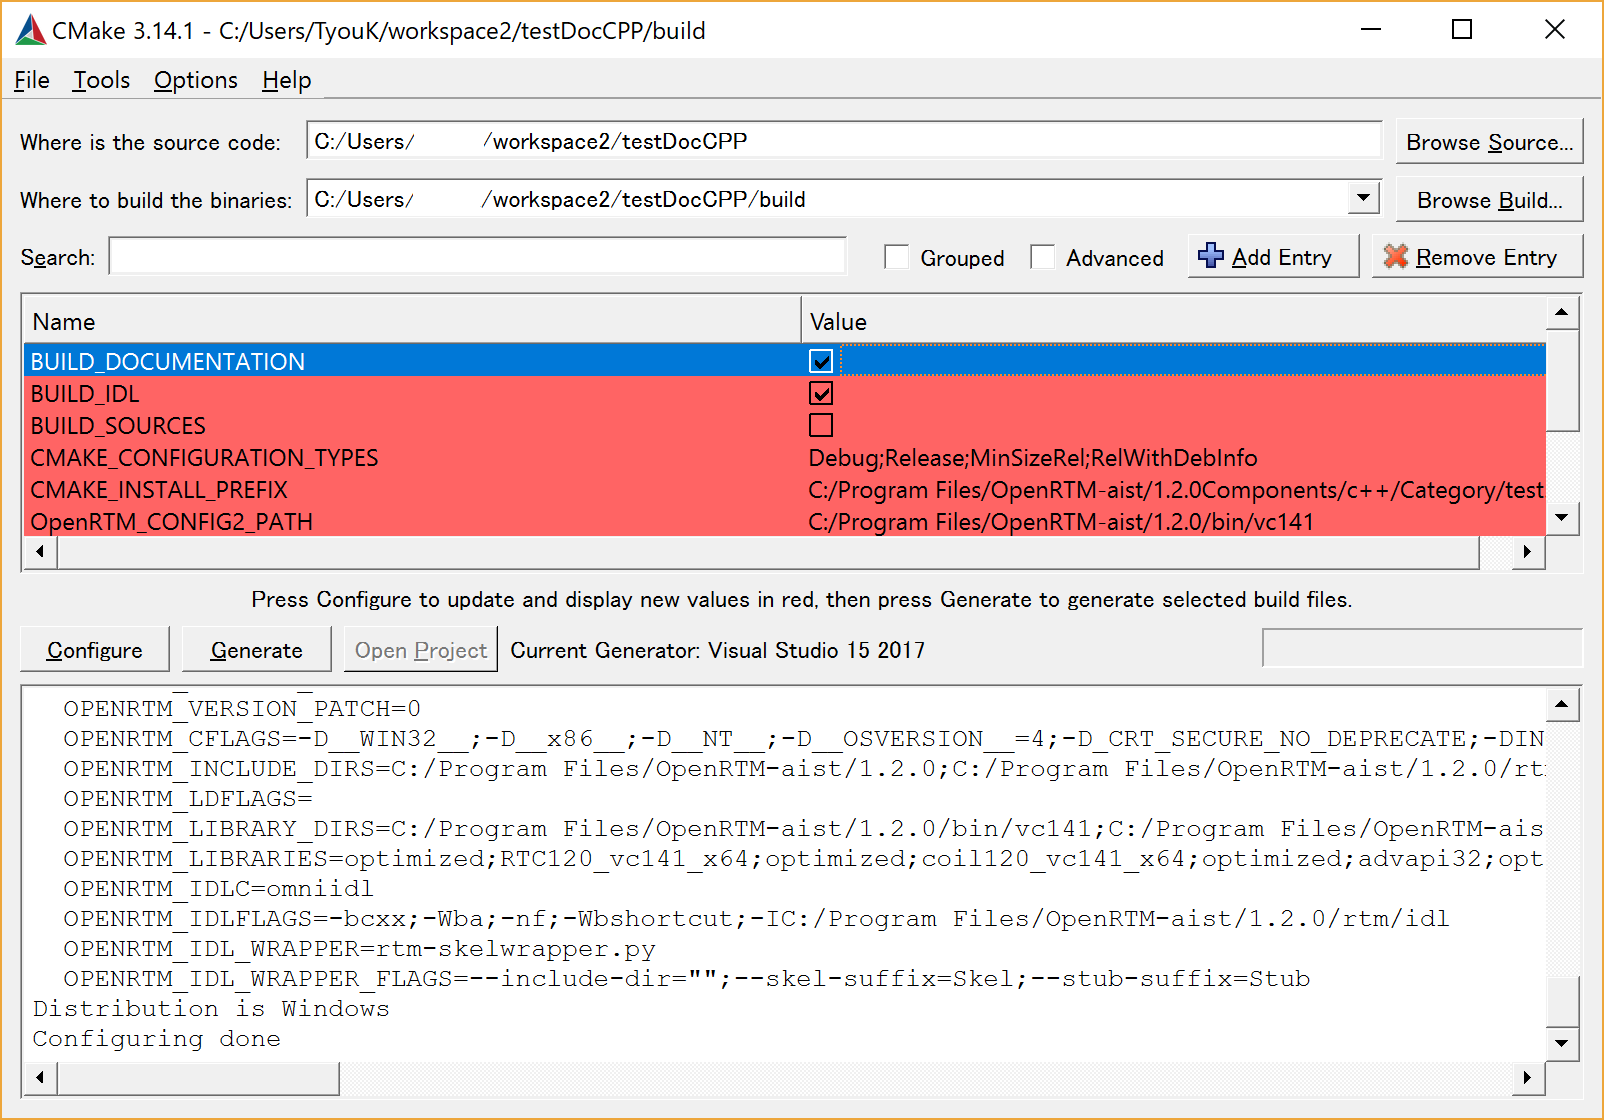 CMake 3.14.1 - C:/Users/TyouK/workspace2/testDocCPP/build
File Tools Options Help
Where is the source code: C:/Users/ /workspace2/testDocCPP Browse Source...
Where to build the binaries: C:/Users/ /workspace2/testDocCPP/build Browse Build...
Search: Grouped Advanced Add Entry Remove Entry
Name Value
BUILD_DOCUMENTATION
BUILD_IDL
BUILD_SOURCES
CMAKE_CONFIGURATION_TYPES Debug;Release;MinSizeRel;RelWithDebInfo
CMAKE_INSTALL_PREFIX C:/Program Files/OpenRTM-aist/1.2.0Components/c++/Category/test
OpenRTM_CONFIG2_PATH C:/Program Files/OpenRTM-aist/1.2.0/bin/vc141
Press Configure to update and display new values in red, then press Generate to generate selected build files.
Configure Generate Open Project Current Generator: Visual Studio 15 2017
OPENRTM_VERSION_PATCH=0
OPENRTM_CFLAGS=-D__WIN32__;-D__x86__;-D__NT__;-D__OSVERSION__=4;-D_CRT_SECURE_NO_DEPRECATE;-DIN
OPENRTM_INCLUDE_DIRS=C:/Program Files/OpenRTM-aist/1.2.0;C:/Program Files/OpenRTM-aist/1.2.0/rt
OPENRTM_LDFLAGS=
OPENRTM_LIBRARY_DIRS=C:/Program Files/OpenRTM-aist/1.2.0/bin/vc141;C:/Program Files/OpenRTM-ais
OPENRTM_LIBRARIES=optimized;RTC120_vc141_x64;optimized;coil120_vc141_x64;optimized;advapi32;opt
OPENRTM_IDLC=omniidl
OPENRTM_IDLFLAGS=-bcxx;-Wba;-nf;-Wbshortcut;-IC:/Program Files/OpenRTM-aist/1.2.0/rtm/idl
OPENRTM_IDL_WRAPPER=rtm-skelwrapper.py
OPENRTM_IDL_WRAPPER_FLAGS=--include-dir="";--skel-suffix=Skel;--stub-suffix=Stub
Distribution is Windows
Configuring done